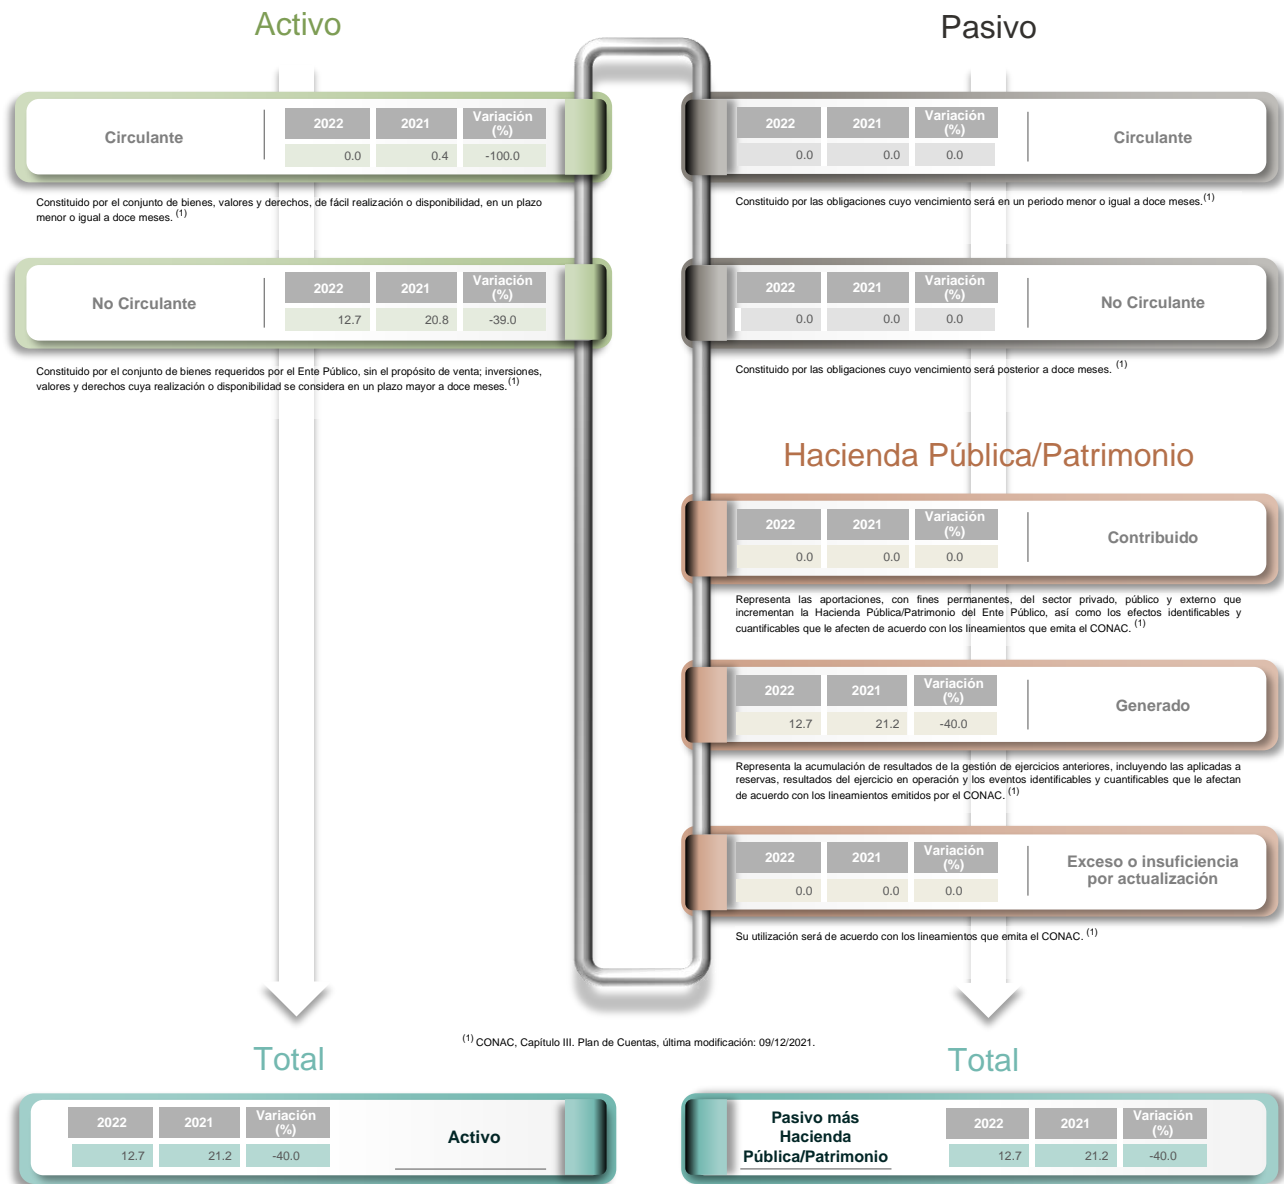 Activo
Circulante
2022 2021 Variación (%)
0.0 0.4 -100.0
Constituido por el conjunto de bienes, valores y derechos, de fácil realización o disponibilidad, en un plazo
menor o igual a doce meses. (1)
No Circulante
2022 2021 Variación (%)
12.7 20.8 -39.0
Constituido por el conjunto de bienes requeridos por el Ente Público, sin el propósito de venta; inversiones,
valores y derechos cuya realización o disponibilidad se considera en un plazo mayor a doce meses. (1)
Pasivo
2022 2021 Variación (%)
0.0 0.0 0.0
Circulante
Constituido por las obligaciones cuyo vencimiento será en un periodo menor o igual a doce meses. (1)
2022 2021 Variación (%)
0.0 0.0 0.0
No Circulante
Constituido por las obligaciones cuyo vencimiento será posterior a doce meses. (1)
Hacienda Pública/Patrimonio
2022 2021 Variación (%)
0.0 0.0 0.0
Contribuido
Representa las aportaciones, con fines permanentes, del sector privado, público y externo que
incrementan la Hacienda Pública/Patrimonio del Ente Público, así como los efectos identificables y
cuantificables que le afecten de acuerdo con los lineamientos que emita el CONAC. (1)
2022 2021 Variación (%)
12.7 21.2 -40.0
Generado
Representa la acumulación de resultados de la gestión de ejercicios anteriores, incluyendo las aplicadas a
reservas, resultados del ejercicio en operación y los eventos identificables y cuantificables que le afectan
de acuerdo con los lineamientos emitidos por el CONAC. (1)
2022 2021 Variación (%)
0.0 0.0 0.0
Exceso o insuficiencia
por actualización
Su utilización será de acuerdo con los lineamientos que emita el CONAC. (1)
(1) CONAC, Capítulo III. Plan de Cuentas, última modificación: 09/12/2021.
Total
2022 2021 Variación (%)
12.7 21.2 -40.0
Activo
Total
Pasivo más
Hacienda
Pública/Patrimonio
2022 2021 Variación (%)
12.7 21.2 -40.0